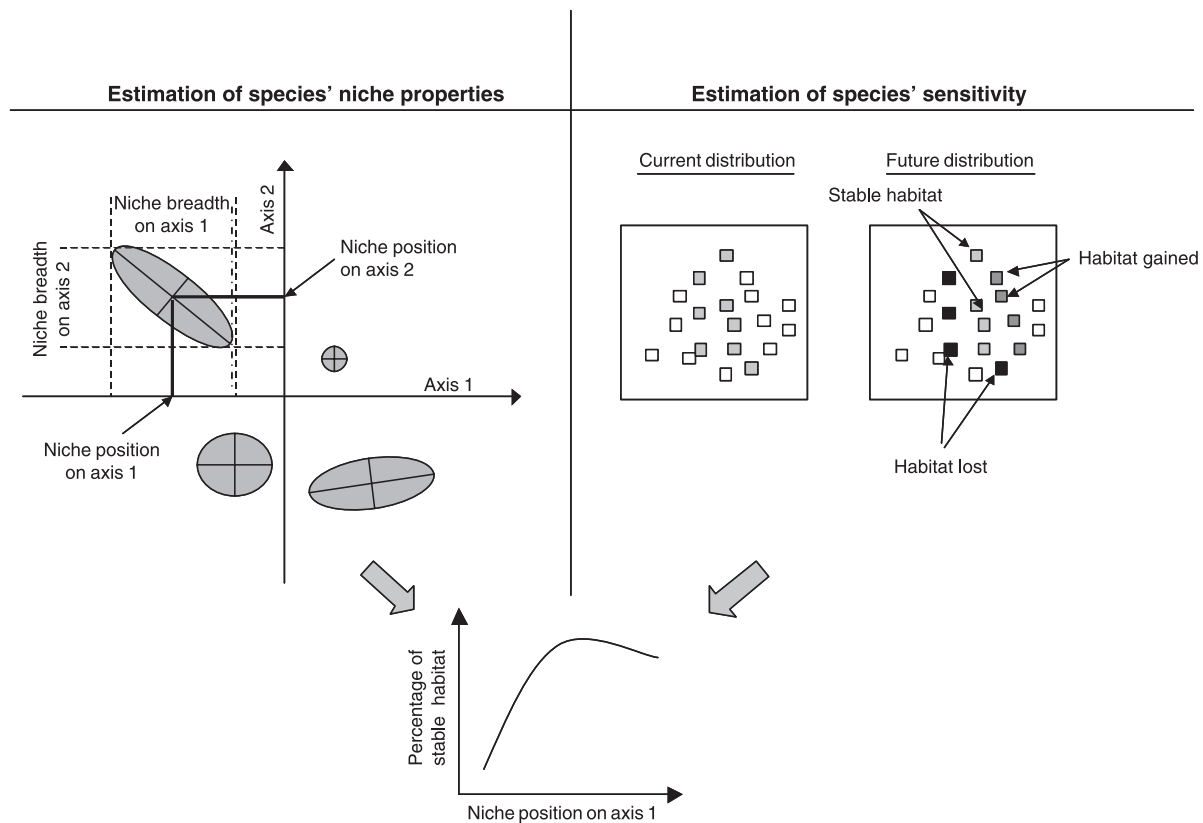 Estimation of species’ niche properties
Niche breadth
on axis 1
Axis 2
Niche breadth
on axis 2
Niche position
on axis 2
Axis 1
Niche position
on axis 1
Estimation of species’ sensitivity
Current distribution
Future distribution
Stable habitat
Habitat gained
Habitat lost
Percentage of
stable habitat
Niche position on axis 1